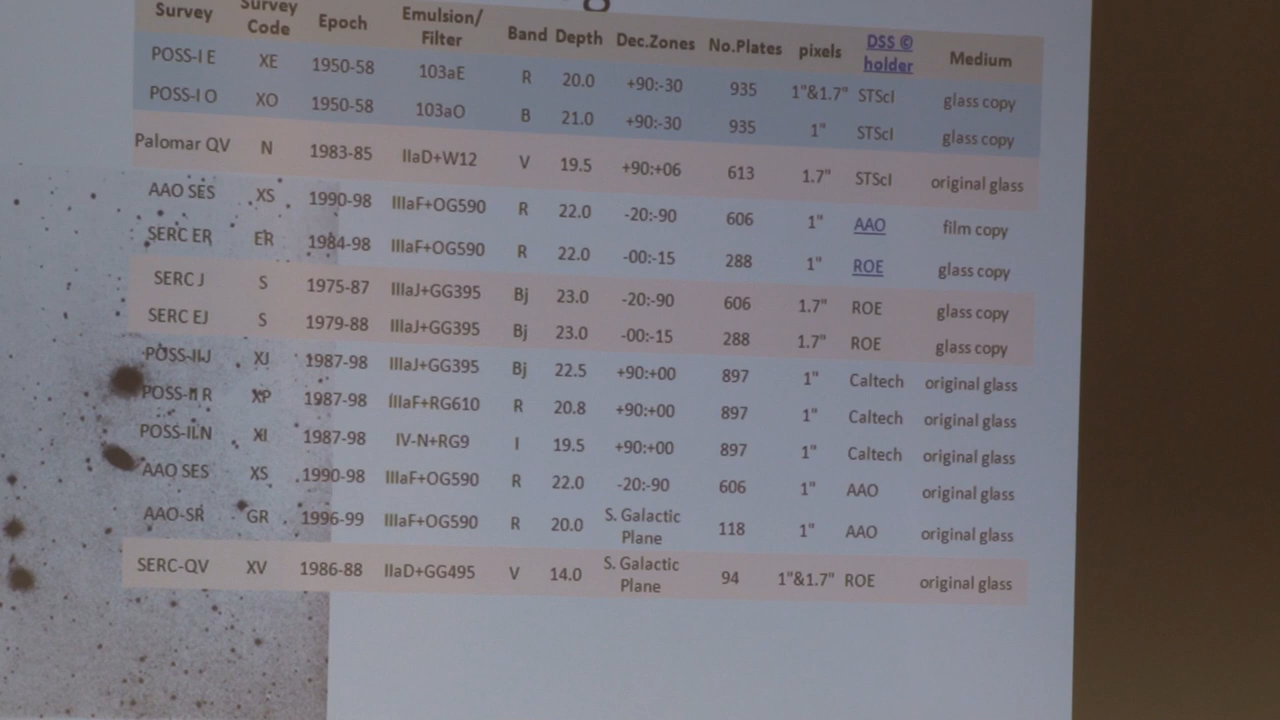 Survey Survey Code Epoch Emulsion/ Filter Band Depth Dec.Zones No.Plates pixels DSS © holder Medium
POSS-I E XE 1950-58 103aE R 20.0 +90:-30 935 1"&1.7" STScI glass copy
POSS-I O XO 1950-58 103aO B 21.0 +90:-30 935 1" STScI glass copy
Palomar QV N 1983-85 IIaD+W12 V 19.5 +90:+06 613 1.7" STScI original glass
AAO SES XS 1990-98 IIIaF+OG590 R 22.0 -20:-90 606 1" AAO film copy
SERC ER ER 1984-98 IIIaF+OG590 R 22.0 -00:-15 288 1" ROE glass copy
SERC J S 1975-87 IIIaJ+GG395 Bj 23.0 -20:-90 606 1.7" ROE glass copy
SERC EJ S 1979-88 IIIaJ+GG395 Bj 23.0 -00:-15 288 1.7" ROE glass copy
POSS-II J XJ 1987-98 IIIaJ+GG395 Bj 22.5 +90:+00 897 1" Caltech original glass
POSS-II R XP 1987-98 IIIaF+RG610 R 20.8 +90:+00 897 1" Caltech original glass
POSS-II N XI 1987-98 IV-N+RG9 I 19.5 +90:+00 897 1" Caltech original glass
AAO SES XS 1990-98 IIIaF+OG590 R 22.0 -20:-90 606 1" AAO original glass
AAO-SR GR 1996-99 IIIaF+OG590 R 20.0 S. Galactic Plane 118 1" AAO original glass
SERC-QV XV 1986-88 IIaD+GG495 V 14.0 S. Galactic Plane 94 1"&1.7" ROE original glass